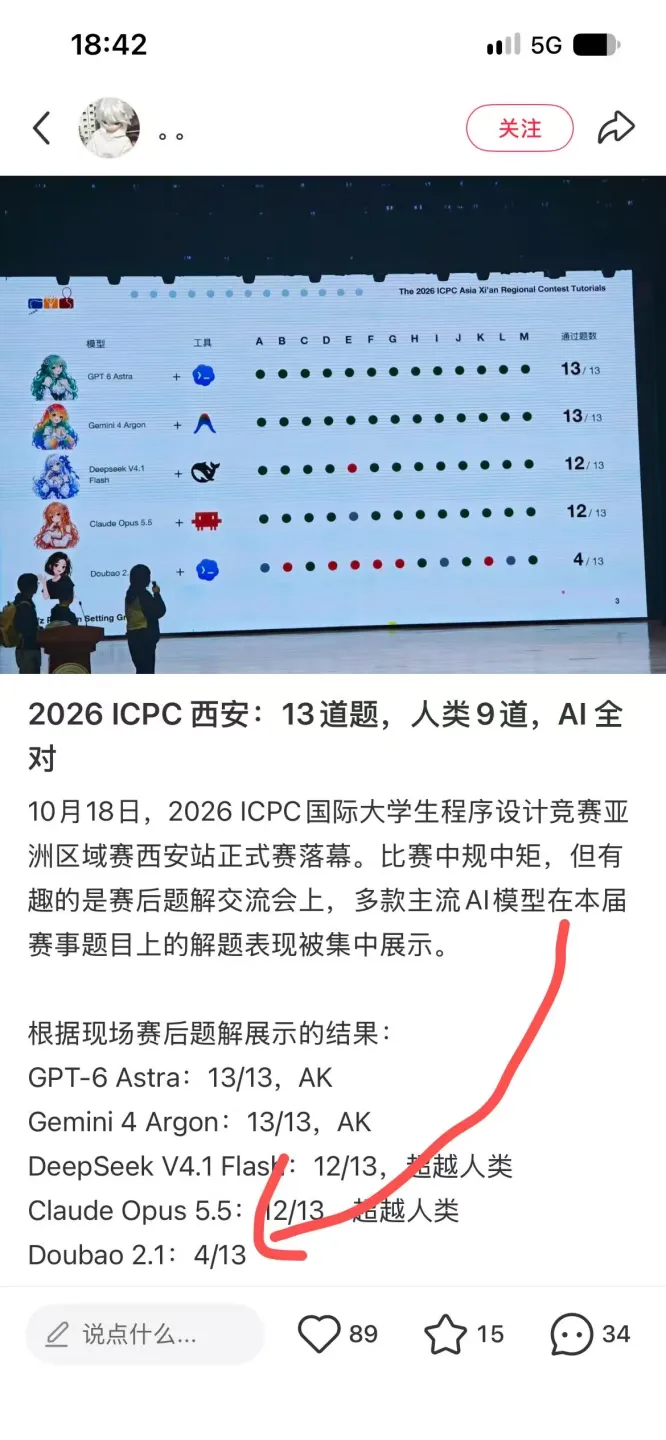 18:42
5G
。。
关注
The 2026 ICPC Asia Xi'an Regional Contest Tutorials
模型 工具 A B C D E F G H I J K L M 通过题数
GPT 6 Astra + 13 / 13
Gemini 4 Argon + 13 / 13
Deepseek V4.1
Flash + 12 / 13
Claude Opus 5.5 + 12 / 13
Doubao 2. + 4 / 13
Setting Gr
3
2026 ICPC 西安：13道题，人类9道，AI 全
对
10月18日，2026 ICPC国际大学生程序设计竞赛亚
洲区域赛西安站正式赛落幕。比赛中规中矩，但有
趣的是赛后题解交流会上，多款主流AI模型在本届
赛事题目上的解题表现被集中展示。
根据现场赛后题解展示的结果：
GPT-6 Astra：13/13，AK
Gemini 4 Argon：13/13，AK
DeepSeek V4.1 Flash：12/13，超越人类
Claude Opus 5.5：12/13，超越人类
Doubao 2.1：4/13
说点什么...
89
15
34